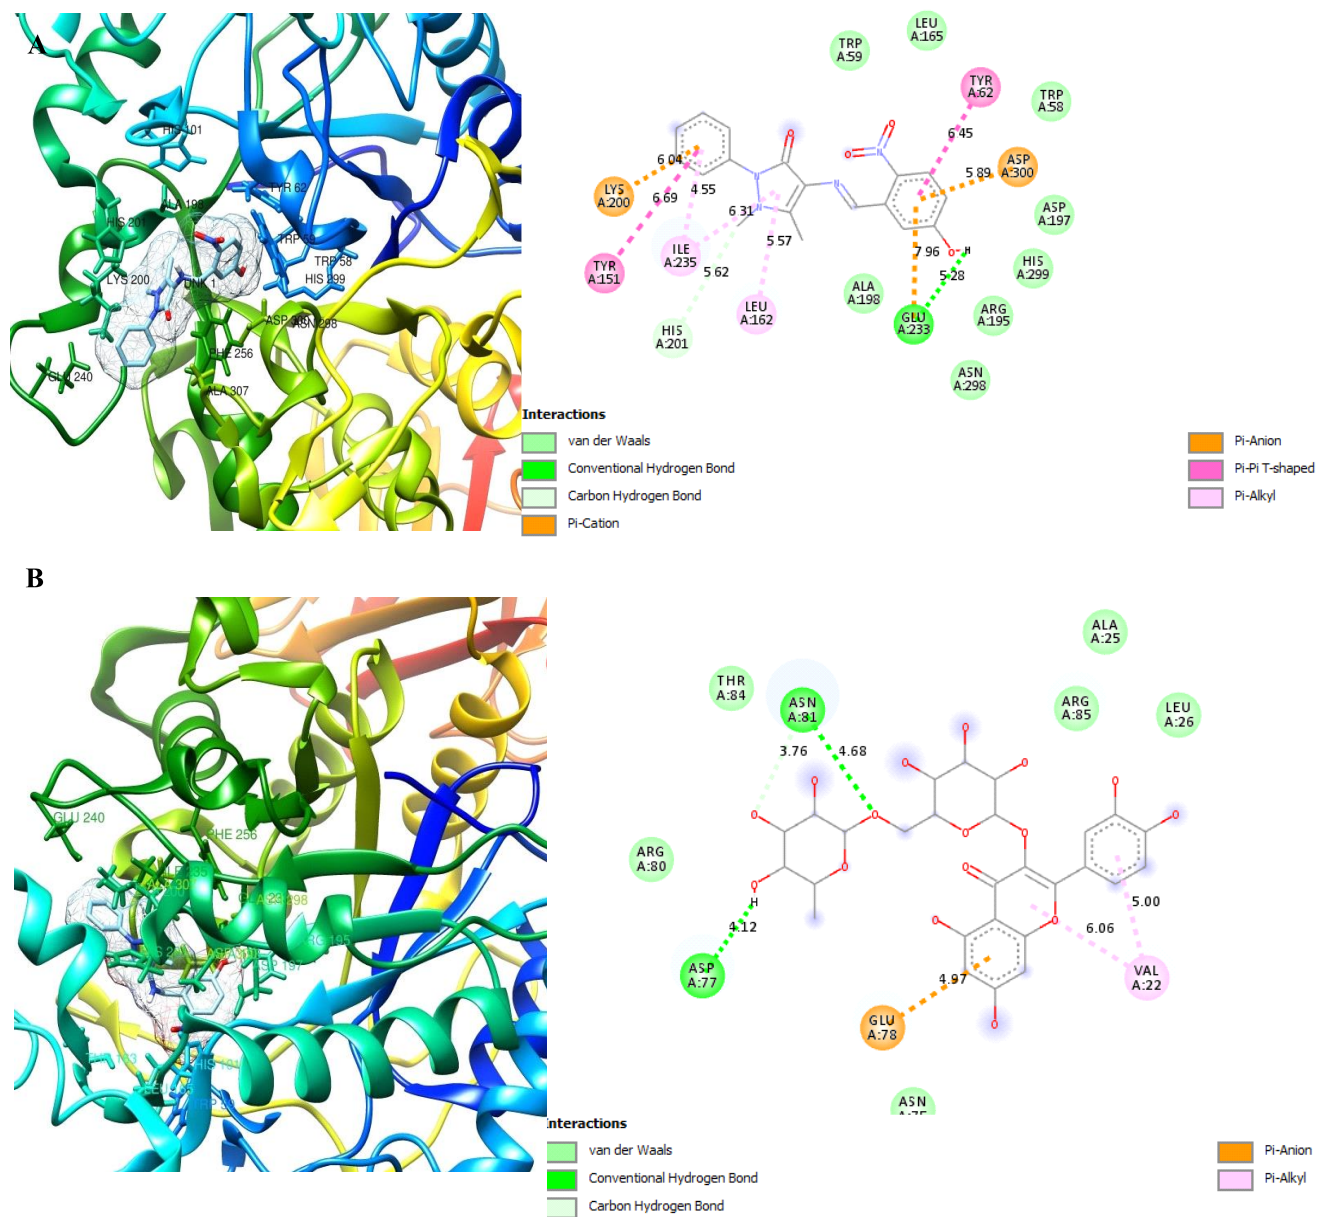 A
HIS 101
TYR 62
ALA 198
HIS 201
TRP 59
TRP 58
LYS 200
UNK 1
HIS 299
ASN 298
PHE 256
GLU 240
ALA 307
LEU
A:165
TRP
A:59
TYR
A:62
TRP
A:58
6.45
ASP
A:300
5.89
6.04
LYS
A:200
6.69
4.55
6.31
ASP
A:197
ILE
A:235
5.57
7.96
HIS
A:299
TYR
A:151
5.62
5.28
ALA
A:198
LEU
A:162
ARG
A:195
GLU
A:233
HIS
A:201
ASN
A:298
Interactions
van der Waals
Conventional Hydrogen Bond
Carbon Hydrogen Bond
Pi-Cation
Pi-Anion
Pi-Pi T-shaped
Pi-Alkyl
B
GLU 240
PHE 256
ASP 197
HIS 101
TRP 59
ALA
A:25
THR
A:84
ASN
A:81
ARG
A:85
LEU
A:26
3.76
4.68
ARG
A:80
5.00
4.12
6.06
ASP
A:77
4.97
VAL
A:22
GLU
A:78
ASN
Interactions
van der Waals
Conventional Hydrogen Bond
Carbon Hydrogen Bond
Pi-Anion
Pi-Alkyl